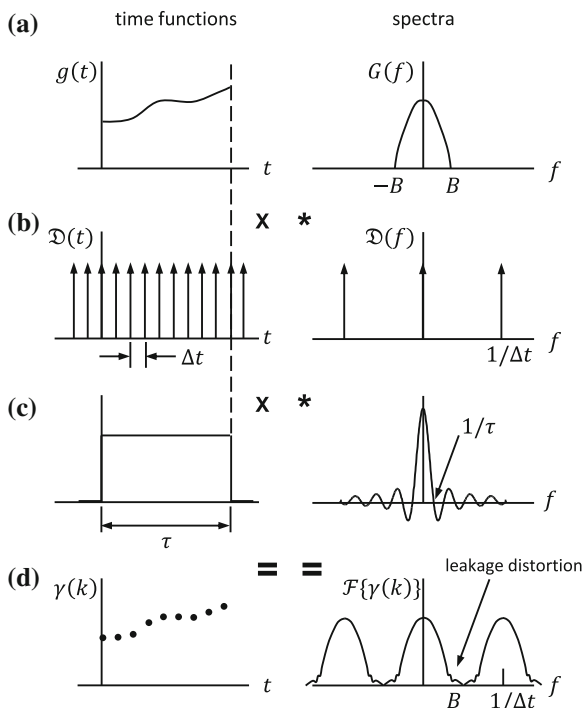 (a) time functions spectra
g(t) G(f)
t −B B f
(b) x *
𝔇(t) 𝔇(f)
t
Δt 1/Δt f
(c) x *
1/τ
f
τ
(d) = = leakage distortion
γ(k) ℱ{γ(k)}
t B 1/Δt f